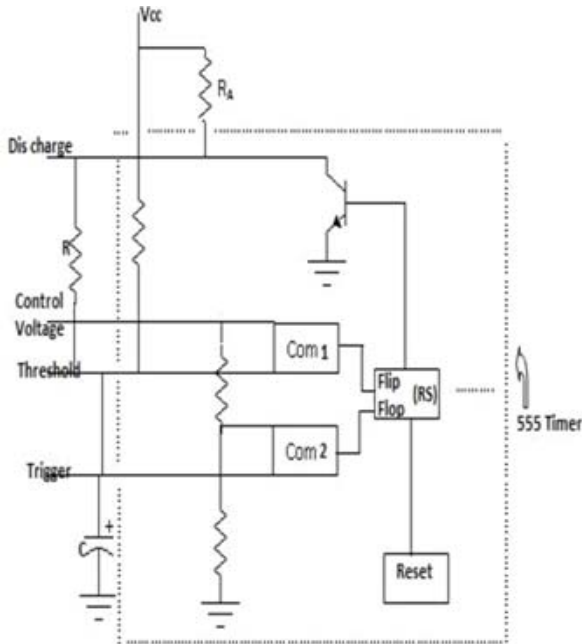 Vcc
RA
Dis charge
R
Control
Voltage
Com 1
Threshold
Flip
(RS)
Flop
555 Timer
Com 2
Trigger
+
C
Reset